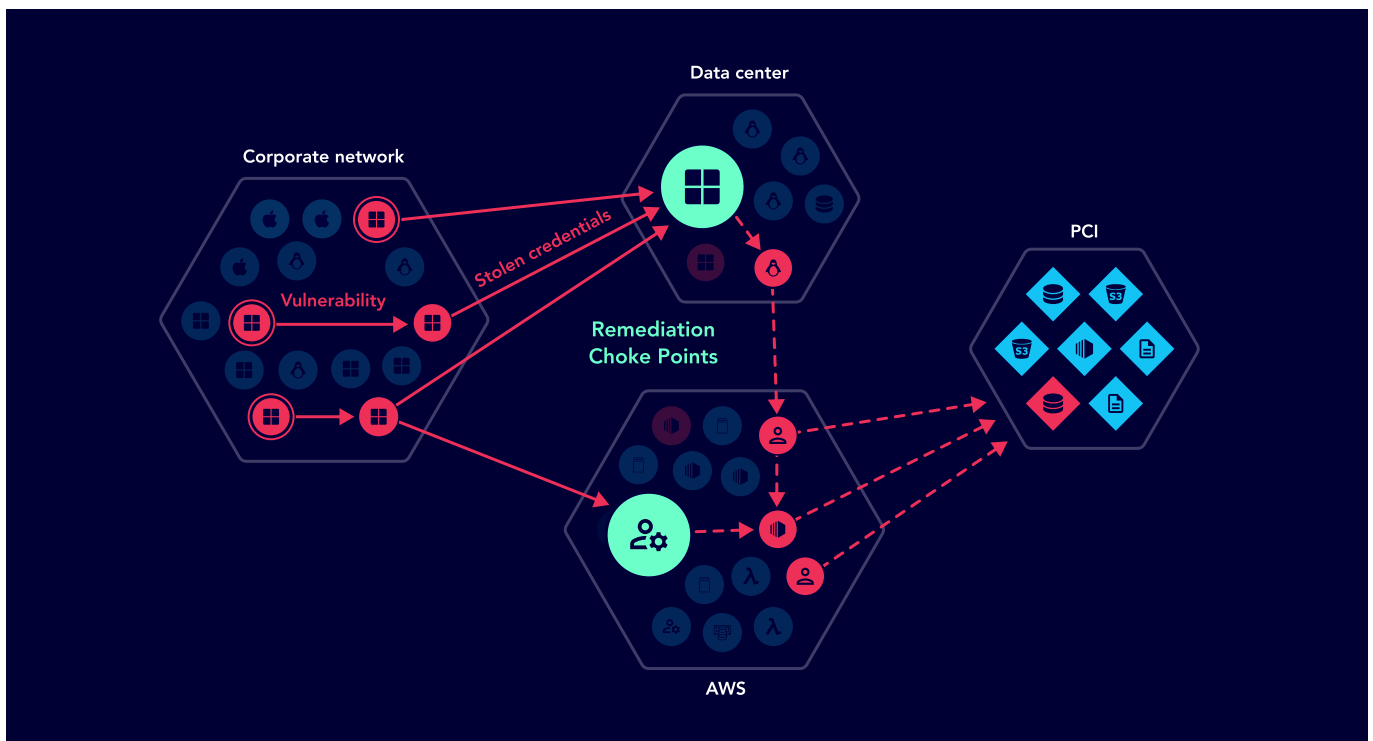 Data center
Corporate network
Stolen credentials
PCI
S3
Vulnerability
Remediation
Choke Points
S3
AWS